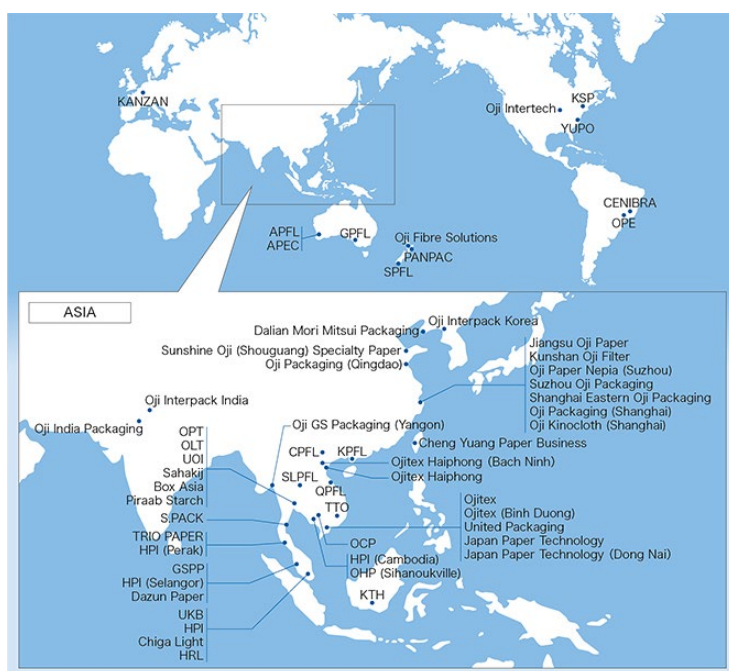 KANZAN
Oji Intertech
KSP
YUPO
CENIBRA
OPE
APFL
APEC
GPFL
Oji Fibre Solutions
PANPAC
SPFL
ASIA
Dalian Mori Mitsui Packaging
Oji Interpack Korea
Sunshine Oji (Shouguang) Specialty Paper
Oji Packaging (Qingdao)
Jiangsu Oji Paper
Kunshan Oji Filter
Oji Paper Nepia (Suzhou)
Suzhou Oji Packaging
Shanghai Eastern Oji Packaging
Oji Packaging (Shanghai)
Oji Kinocloth (Shanghai)
Oji Interpack India
Oji India Packaging
Oji GS Packaging (Yangon)
Cheng Yuang Paper Business
OPT
OLT
UOI
Sahakij
Box Asia
Piraab Starch
CPFL
KPFL
Ojitex Haiphong (Bach Ninh)
Ojitex Haiphong
SLPFL
QPFL
TTO
S.PACK
TRIO PAPER
HPI (Perak)
Ojitex
Ojitex (Binh Duong)
United Packaging
Japan Paper Technology
Japan Paper Technology (Dong Nai)
OCP
HPI (Cambodia)
OHP (Sihanoukville)
GSPP
HPI (Selangor)
Dazun Paper
KTH
UKB
HPI
Chiga Light
HRL